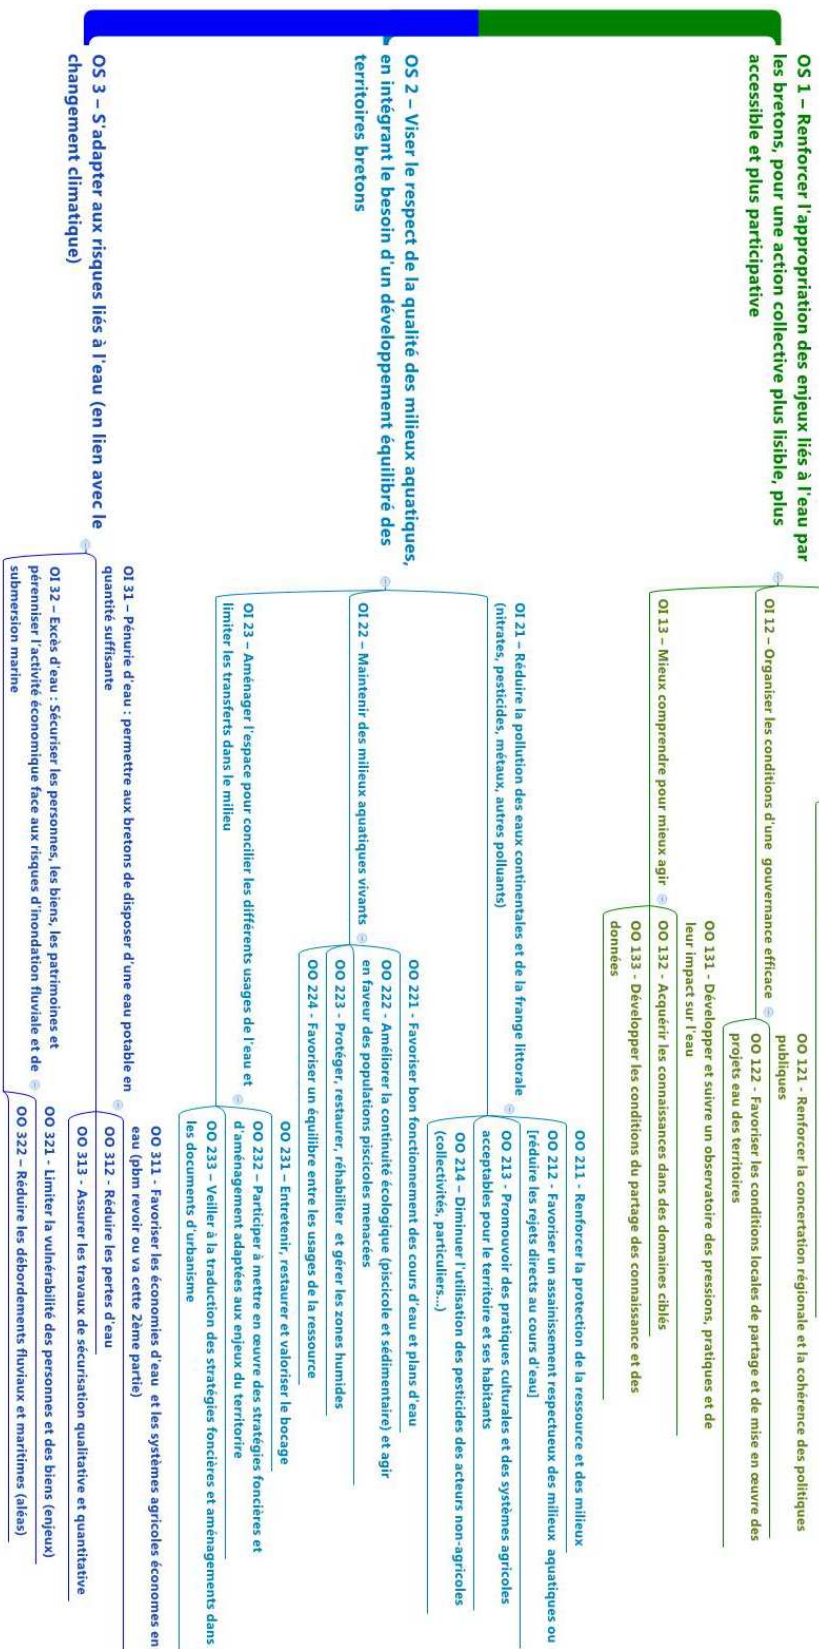 OS 1 – Renforcer l'appropriation des enjeux liés à l'eau par
les bretons, pour une action collective plus lisible, plus
accessible et plus participative
OI 12 – Organiser les conditions d'une gouvernance efficace
OO 121 - Renforcer la concertation régionale et la cohérence des politiques
publiques
OO 122 - Favoriser les conditions locales de partage et de mise en œuvre des
projets eau des territoires
OI 13 – Mieux comprendre pour mieux agir
OO 131 - Développer et suivre un observatoire des pressions, pratiques et de
leur impact sur l'eau
OO 132 - Acquérir les connaissances dans des domaines ciblés
OO 133 - Développer les conditions du partage des connaissance et des
données
OS 2 – Viser le respect de la qualité des milieux aquatiques,
en intégrant le besoin d'un développement équilibré des
territoires bretons
OI 21 – Réduire la pollution des eaux continentales et de la frange littorale
(nitrates, pesticides, métaux, autres polluants)
OO 211 - Renforcer la protection de la ressource et des milieux
OO 212 - Favoriser un assainissement respectueux des milieux aquatiques ou
[réduire les rejets directs au cours d'eau]
OO 213 - Promouvoir des pratiques culturales et des systèmes agricoles
acceptables pour le territoire et ses habitants
OO 214 – Diminuer l'utilisation des pesticides des acteurs non-agricoles
(collectivités, particuliers...)
OI 22 – Maintenir des milieux aquatiques vivants
OO 221 - Favoriser bon fonctionnement des cours d'eau et plans d'eau
OO 222 - Améliorer la continuité écologique (piscicole et sédimentaire) et agir
en faveur des populations piscicoles menacées
OO 223 - Protéger, restaurer, réhabiliter et gérer les zones humides
OO 224 - Favoriser un équilibre entre les usages de la ressource
OI 23 – Aménager l'espace pour concilier les différents usages de l'eau et
limiter les transferts dans le milieu
OO 231 – Entretenir, restaurer et valoriser le bocage
OO 232 – Participer à mettre en œuvre des stratégies foncières et
d'aménagement adaptées aux enjeux du territorire
OO 233 – Veiller à la traduction des stratégies foncières et aménagements dans
les documents d'urbanisme
OS 3 – S'adapter aux risques liés à l'eau (en lien avec le
changement climatique)
OI 31 – Pénurie d'eau : permettre aux bretons de disposer d'une eau potable en
quantité suffisante
OO 311 - Favoriser les économies d'eau et les systèmes agricoles économes en
eau (pbm revoir ou va cette 2ème partie)
OO 312 - Réduire les pertes d'eau
OO 313 - Assurer les travaux de sécurisation qualitative et quantitative
OI 32 – Excès d'eau : Sécuriser les personnes, les biens, les patrimoines et
pérenniser l'activité économique face aux risques d'inondation fluviale et de
submersion marine
OO 321 - Limiter la vulnérabilité des personnes et des biens (enjeux)
OO 322 – Réduire les débordements fluviaux et maritimes (aléas)